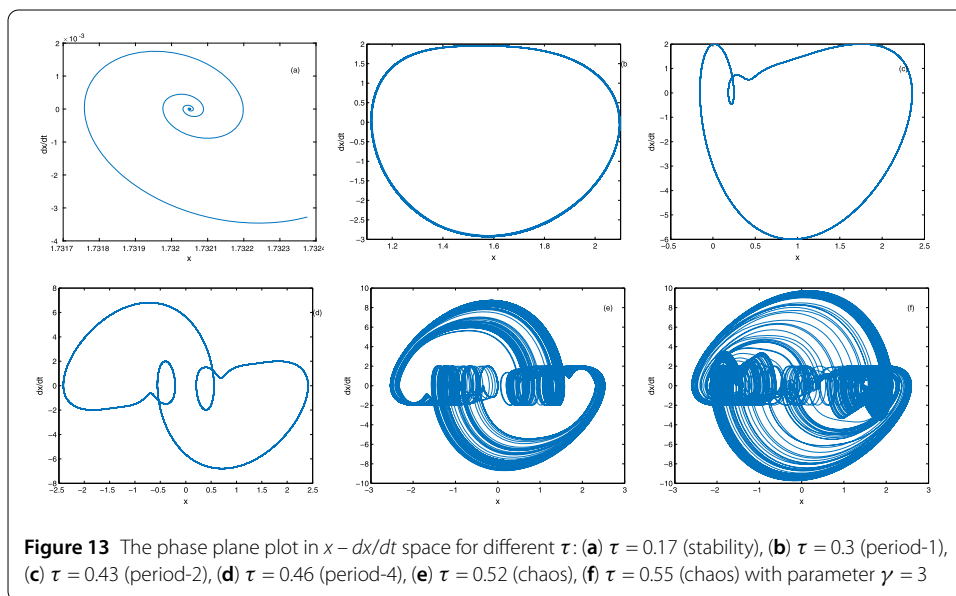 × 10⁻³
2
1
0
-1
-2
-3
-4
dx/dt
(a)
1.7317 1.7318 1.7319 1.732 1.7321 1.7322 1.7323 1.7324
x
2
1.5
1
0.5
0
-0.5
-1
-1.5
-2
-2.5
-3
dx/dt
(b
1.2 1.4 1.6 1.8 2
x
2
1
0
-1
-2
-3
-4
-5
-6
dx/dt
(c)
-0.5 0 0.5 1 1.5 2 2.5
x
8
6
4
2
0
-2
-4
-6
-8
dx/dt
(d)
-2.5 -2 -1.5 -1 -0.5 0 0.5 1 1.5 2 2.5
x
10
8
6
4
2
0
-2
-4
-6
-8
-10
dx/dt
(e)
-3 -2 -1 0 1 2 3
x
10
8
6
4
2
0
-2
-4
-6
-8
-10
dx/dt
(f)
-3 -2 -1 0 1 2 3
x
Figure 13 The phase plane plot in x – dx/dt space for different τ: (a) τ = 0.17 (stability), (b) τ = 0.3 (period-1),
(c) τ = 0.43 (period-2), (d) τ = 0.46 (period-4), (e) τ = 0.52 (chaos), (f) τ = 0.55 (chaos) with parameter γ = 3